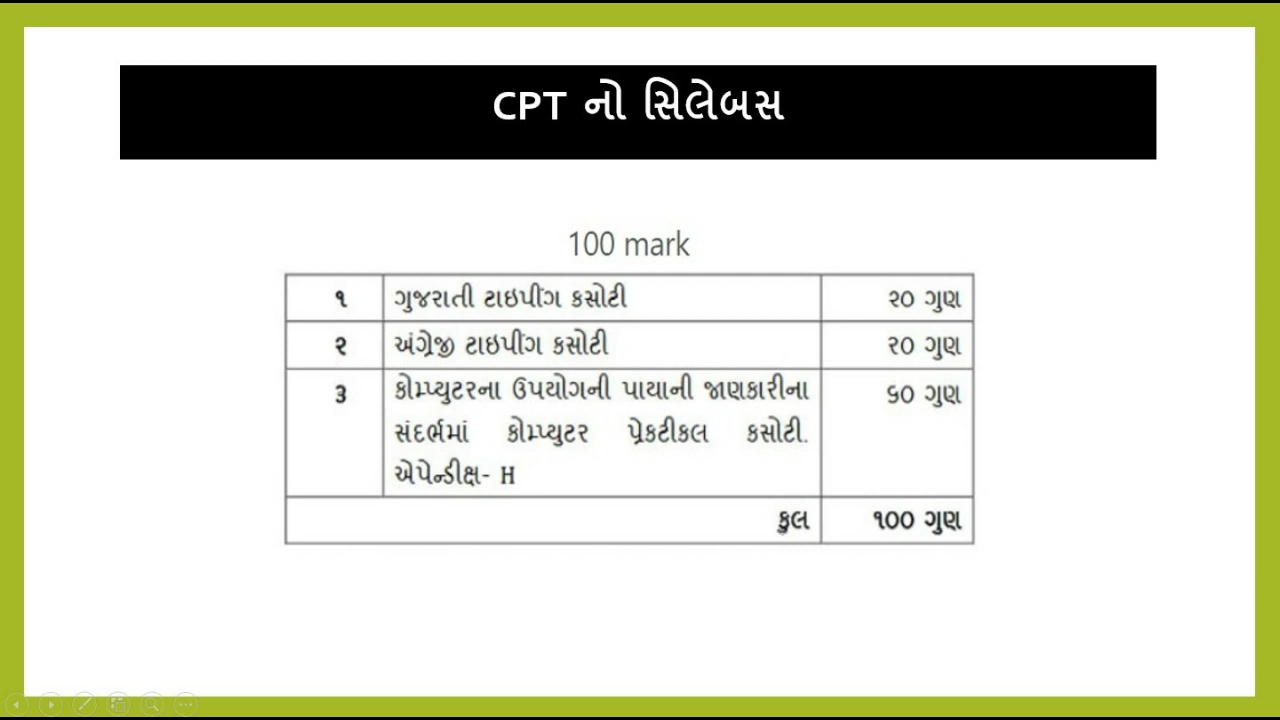 CPT નો સિલેબસ
100 mark
૧ ગુજરાતી ટાઇપીંગ કસોટી ૨૦ ગુણ
૨ અંગ્રેજી ટાઇપીંગ કસોટી ૨૦ ગુણ
૩ કોમ્પ્યુટરના ઉપયોગની પાયાની જાણકારીના ૬૦ ગુણ
સંદર્ભમાં કોમ્પ્યુટર પ્રેકટીકલ કસોટી.
એપેન્ડીક્ષ- H
કુલ ૧૦૦ ગુણ